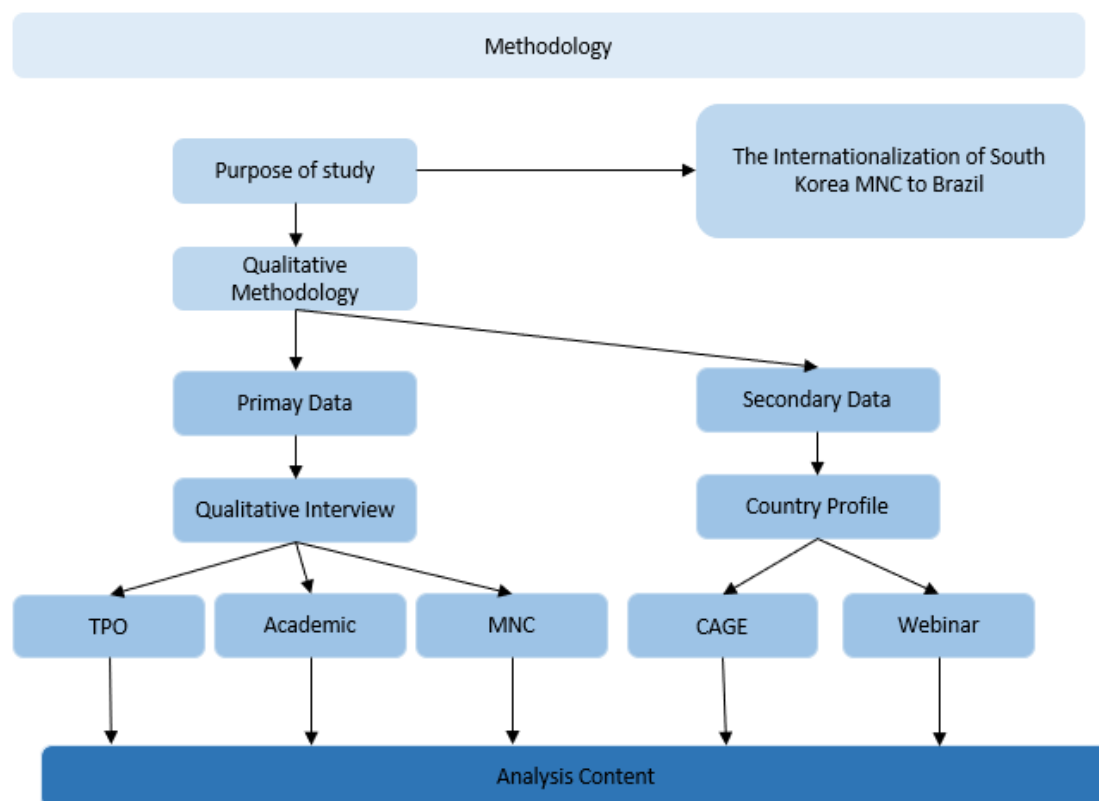 Methodology
Purpose of study
The Internationalization of South
Korea MNC to Brazil
Qualitative
Methodology
Primay Data
Secondary Data
Qualitative Interview
Country Profile
TPO
Academic
MNC
CAGE
Webinar
Analysis Content